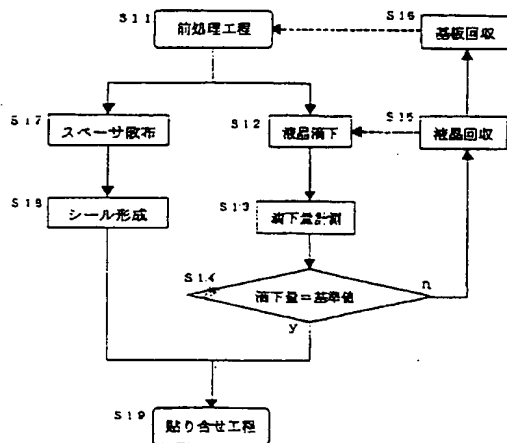 S11
前処理工程
S16
基板回収
S17
スペーサ散布
S12
液晶滴下
S15
液晶回収
S18
シール形成
S13
滴下量計測
S14
滴下量=基準値
n
y
S19
貼り合せ工程